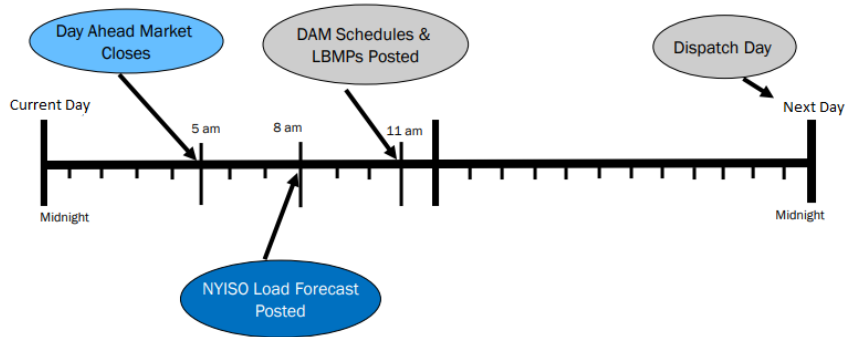 Day Ahead Market
Closes
DAM Schedules &
LBMPs Posted
Dispatch Day
Current Day
Next Day
5 am
8 am
11 am
Midnight
Midnight
NYISO Load Forecast
Posted